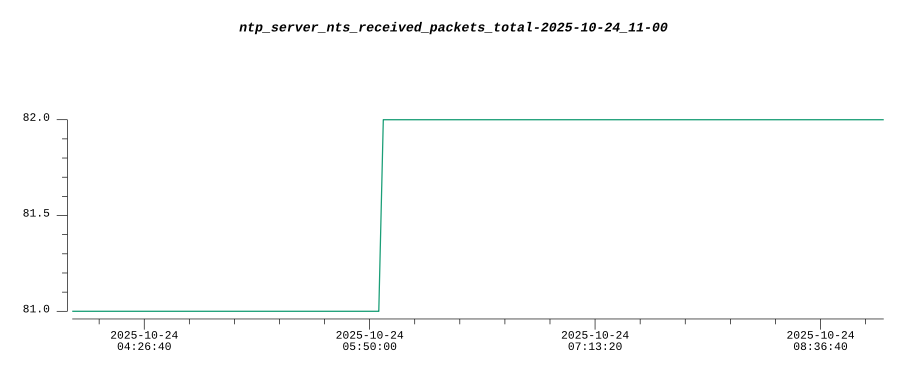 ntp_server_nts_received_packets_total-2025-10-24_11-00
82.0
81.5
81.0
2025-10-24 2025-10-24 2025-10-24 2025-10-24
04:26:40 05:50:00 07:13:20 08:36:40